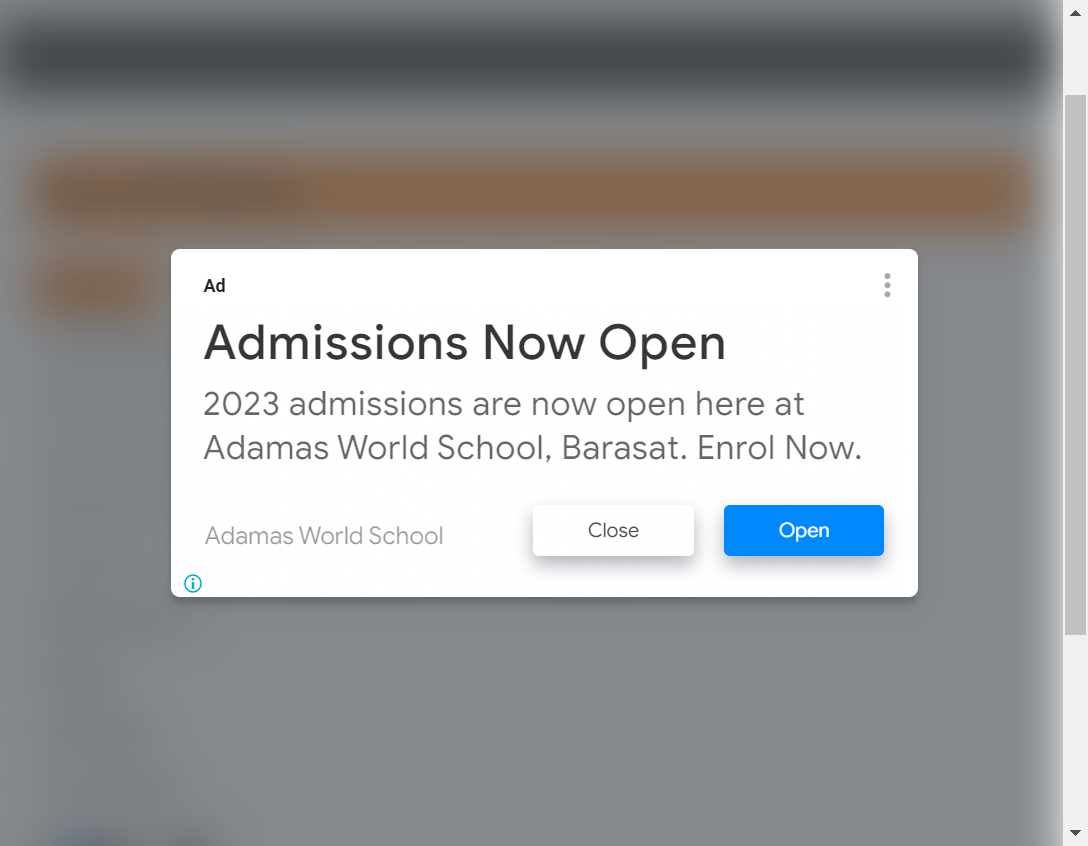 Ad
Admissions Now Open
2023 admissions are now open here at
Adamas World School, Barasat. Enrol Now.
Adamas World School
Close
Open